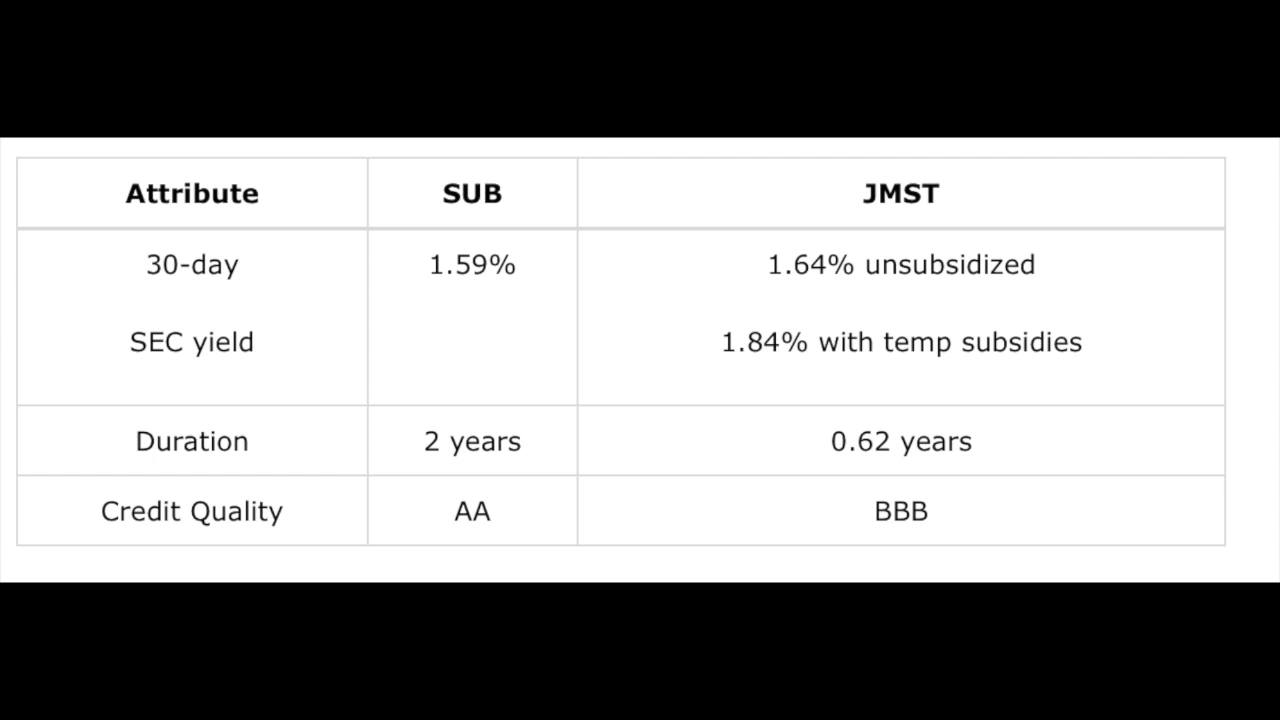 Attribute SUB JMST
30-day 1.59% 1.64% unsubsidized
SEC yield 1.84% with temp subsidies
Duration 2 years 0.62 years
Credit Quality AA BBB